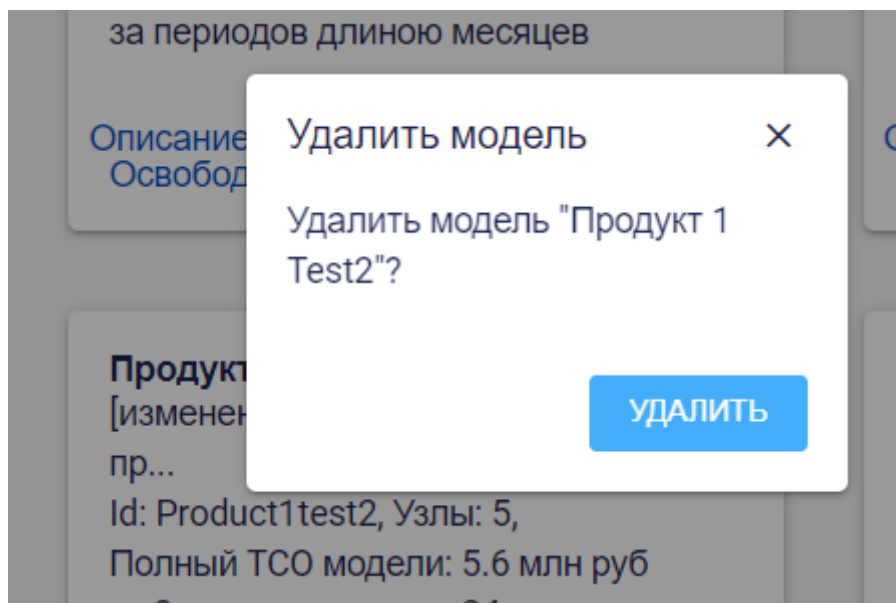 за периодов длиною месяцев
Описание
Освобод
Удалить модель
Удалить модель "Продукт 1
Test2"?
УДАЛИТЬ
Продукт
[изменен
пр...
Id: Product1test2, Узлы: 5,
Полный TCO модели: 5.6 млн руб